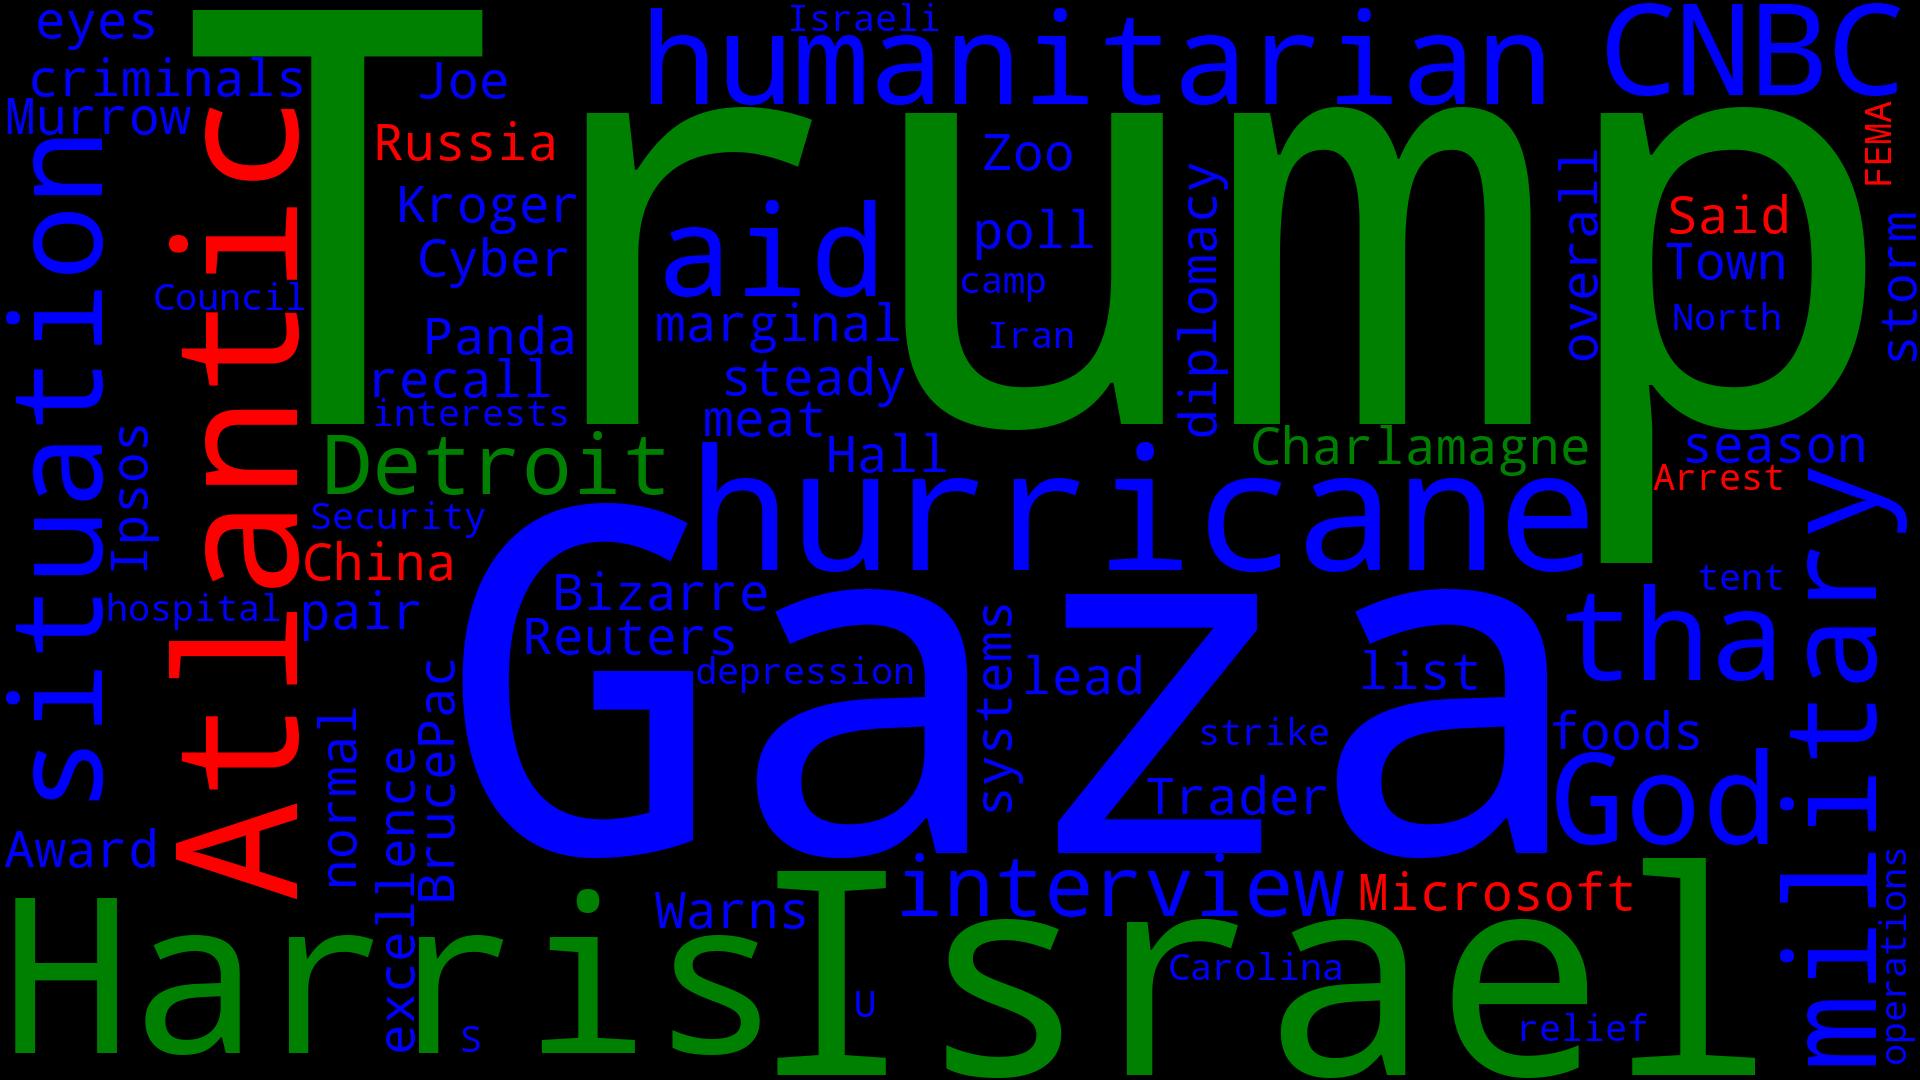 eyes
Israeli
humanitarian
CNBC
criminals
Joe
Murrow
Trump
Russia
Zoo
FEMA
situation
Atlantic
Kroger
aid
poll
diplomacy
overall
Said
Cyber
Town
storm
Council
camp
North
Panda
marginal
Iran
recall
steady
interests
meat
Detroit
Hall
Charlamagne
season
Ipsos
hurricane
Arrest
military
Security
China
Gaza
Bizarre
tent
hospital
pair
Reuters
systems
tha
depression
lead
list
normal
excellence
BrucePac
strike
foods
Trader
God
Award
Harris
Warns
Israel
interview
Microsoft
operations
Carolina
U
S
relief